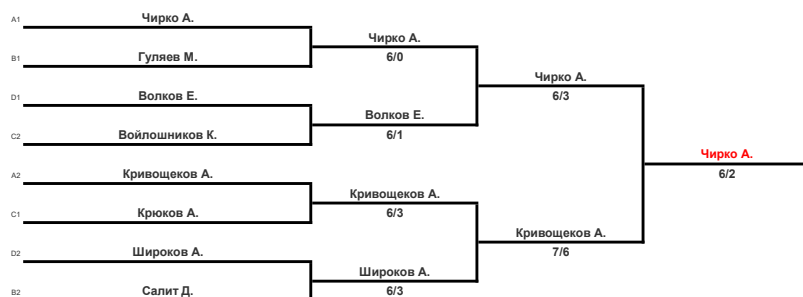 A1
Чирко А.
B1
Гуляев М.
D1
Волков Е.
C2
Войлошников К.
A2
Кривощеков А.
C1
Крюков А.
D2
Широков А.
B2
Салит Д.
Чирко А.
6/0
Волков Е.
6/1
Кривощеков А.
6/3
Широков А.
6/3
Чирко А.
6/3
Кривощеков А.
7/6
Чирко А.
6/2